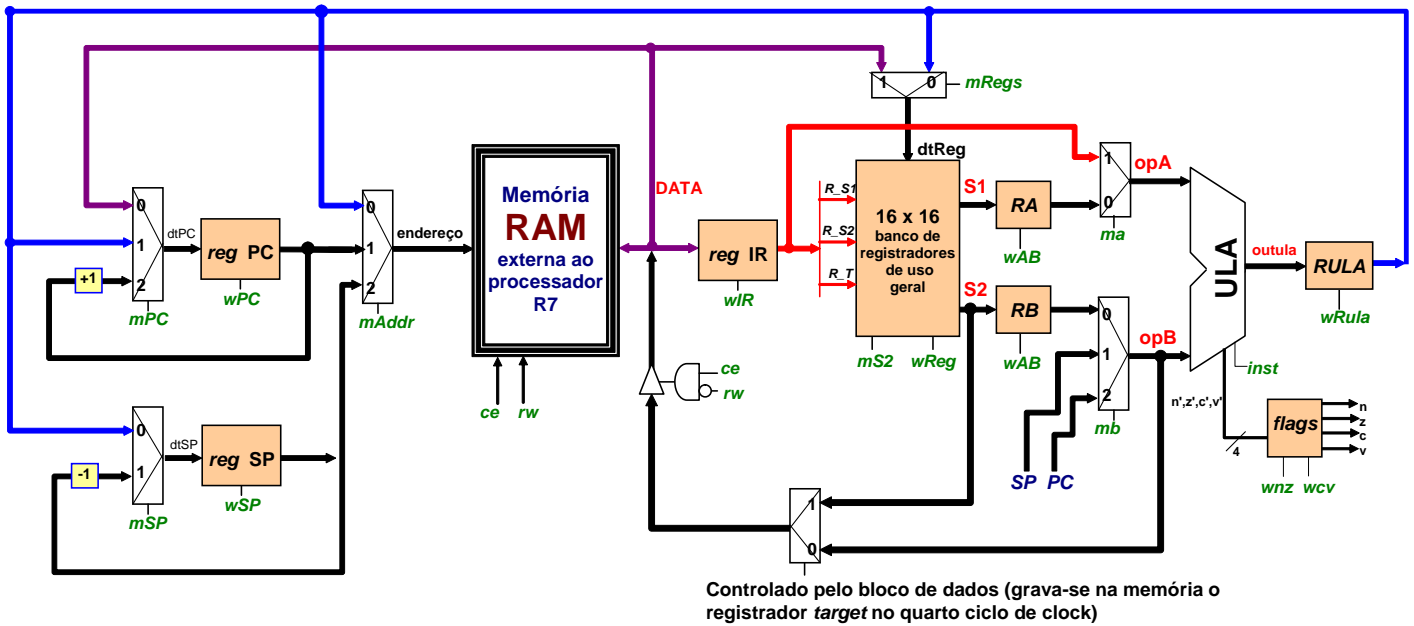 1
0
mRegs
dtReg
DATA
Memória
RAM
externa ao
processador
R7
ce
rw
0
1
2
dtPC
reg PC
+1
mPC
wPC
0
1
2
mAddr
endereço
0
1
dtSP
reg SP
-1
mSP
wSP
reg IR
wIR
R_S1
R_S2
R_T
16 x 16
banco de
registradores
de uso
geral
mS2
wReg
S1
RA
wAB
S2
RB
wAB
1
0
ma
opA
0
1
2
mb
opB
SP
PC
ULA
outula
RULA
wRula
inst
n',z',c',v'
4
flags
n
z
c
v
wnz
wcv
ce
rw
1
0
Controlado pelo bloco de dados (grava-se na memória o
registrador target no quarto ciclo de clock)